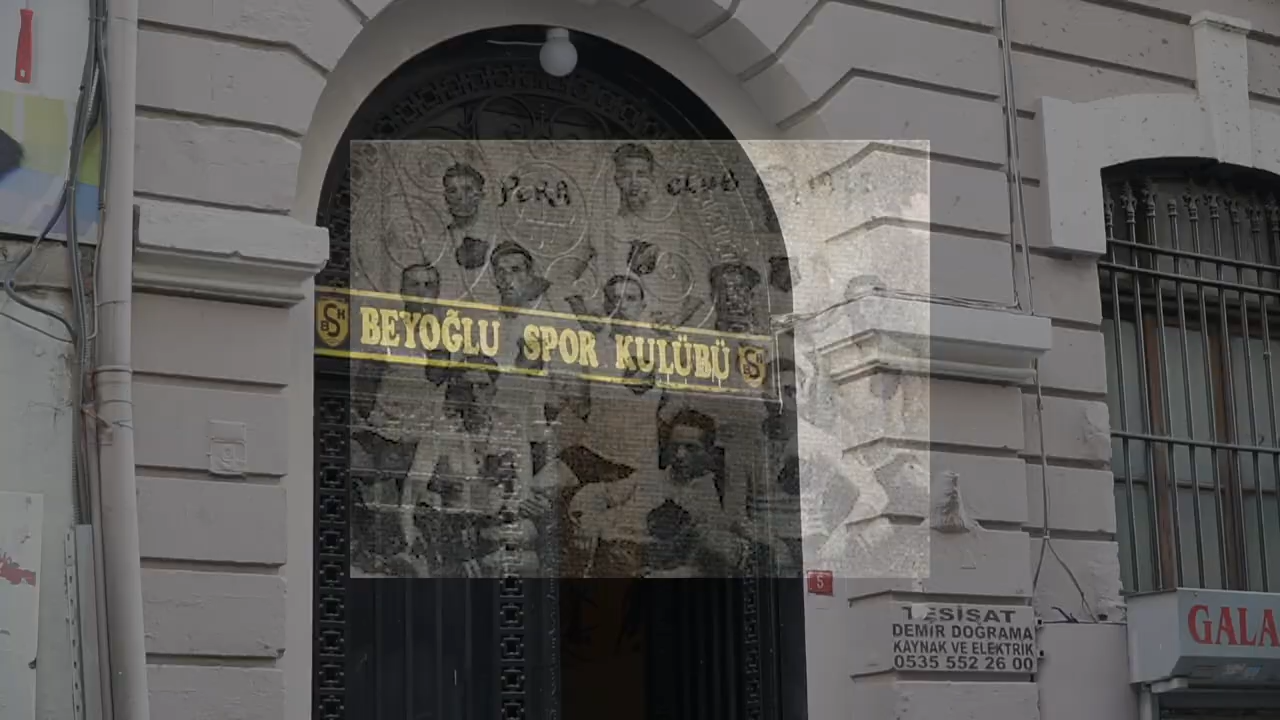 PERA CLUB
BSK BEYOĞLU SPOR KULÜBÜ BSK
5
TESİSAT
DEMİR DOĞRAMA
KAYNAK VE ELEKTRİK
0535 552 26 00
GALA